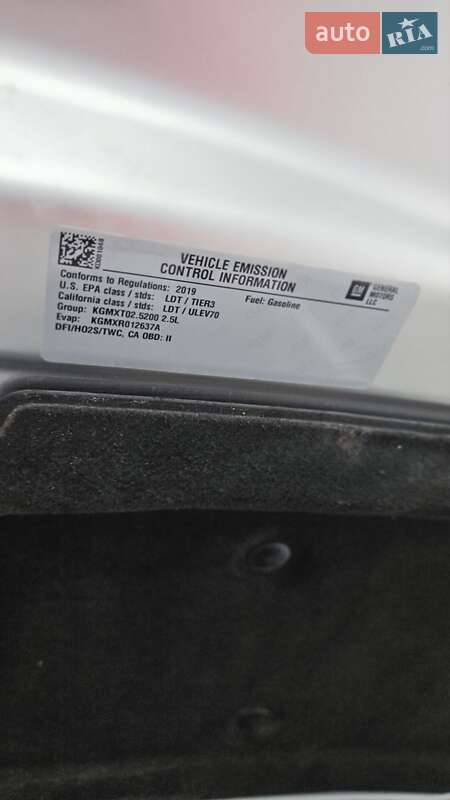 auto RIA
.com
KD001048
VEHICLE EMISSION
CONTROL INFORMATION
Conforms to Regulations: 2019
U.S. EPA class / stds: LDT / TIER3
Fuel: Gasoline
California class / stds: LDT / ULEV70
Group: KGMXT02.5200 2.5L
Evap: KGMXR012637A
DFI/HO2S/TWC, CA OBD: II
GM
GENERAL
MOTORS
LLC